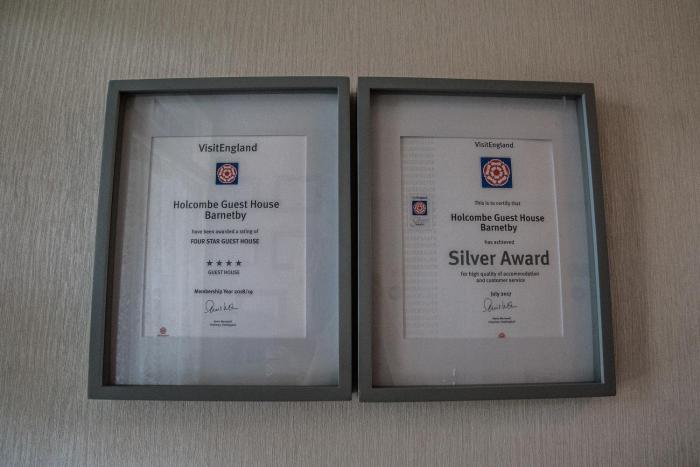 VisitEngland
Holcombe Guest House
Barnetby
have been awarded a rating of
FOUR STAR GUEST HOUSE
★ ★ ★ ★
GUEST HOUSE
Membership Year 2018/19
VisitEngland
This is to certify that
Holcombe Guest House
Barnetby
has achieved
Silver Award
for high quality of accommodation
and customer service
July 2017